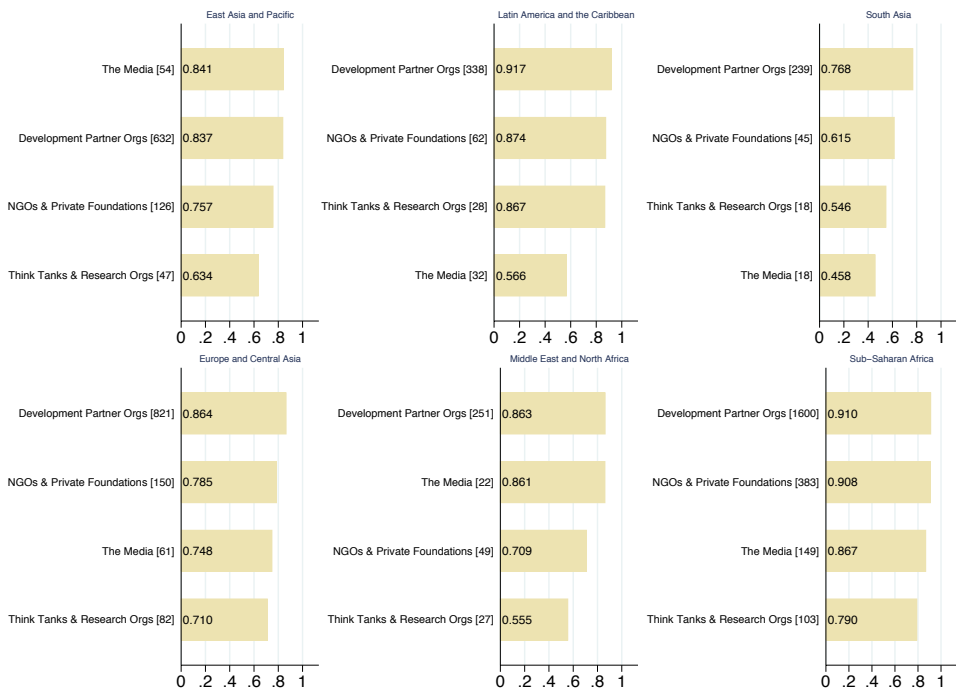 East Asia and Pacific
The Media [54] 0.841
Development Partner Orgs [632] 0.837
NGOs & Private Foundations [126] 0.757
Think Tanks & Research Orgs [47] 0.634
0 .2 .4 .6 .8 1
Latin America and the Caribbean
Development Partner Orgs [338] 0.917
NGOs & Private Foundations [62] 0.874
Think Tanks & Research Orgs [28] 0.867
The Media [32] 0.566
0 .2 .4 .6 .8 1
South Asia
Development Partner Orgs [239] 0.768
NGOs & Private Foundations [45] 0.615
Think Tanks & Research Orgs [18] 0.546
The Media [18] 0.458
0 .2 .4 .6 .8 1
Europe and Central Asia
Development Partner Orgs [821] 0.864
NGOs & Private Foundations [150] 0.785
The Media [61] 0.748
Think Tanks & Research Orgs [82] 0.710
0 .2 .4 .6 .8 1
Middle East and North Africa
Development Partner Orgs [251] 0.863
The Media [22] 0.861
NGOs & Private Foundations [49] 0.709
Think Tanks & Research Orgs [27] 0.555
0 .2 .4 .6 .8 1
Sub-Saharan Africa
Development Partner Orgs [1600] 0.910
NGOs & Private Foundations [383] 0.908
The Media [149] 0.867
Think Tanks & Research Orgs [103] 0.790
0 .2 .4 .6 .8 1